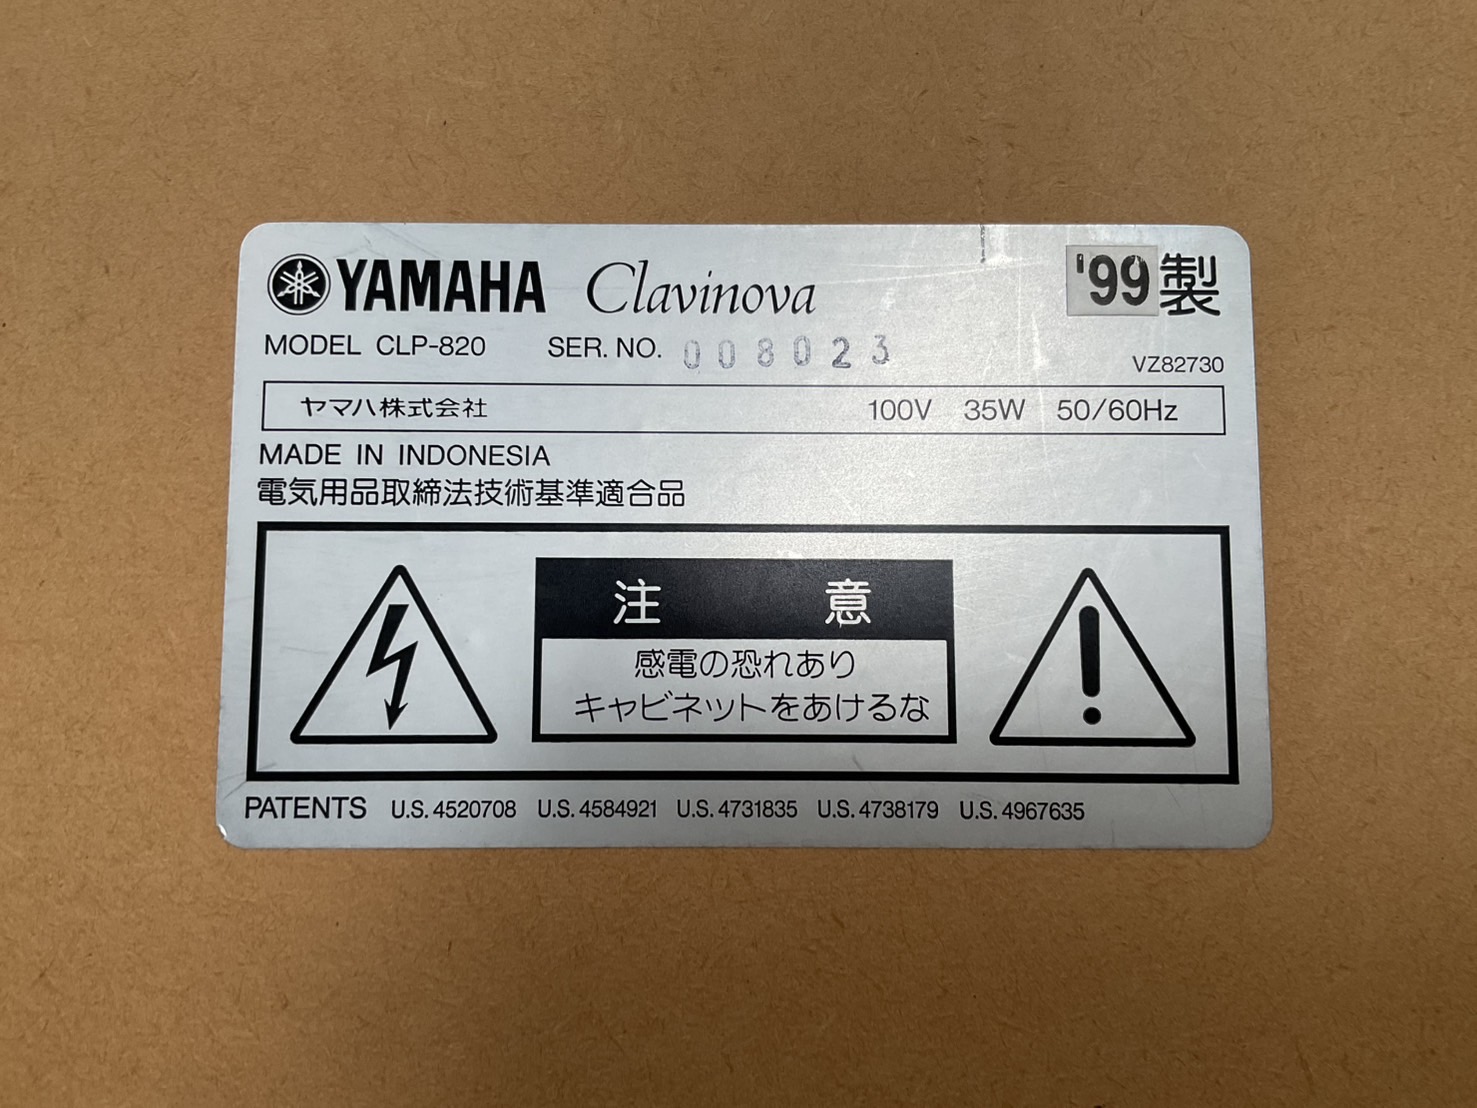 YAMAHA Clavinova '99製
MODEL CLP-820 SER. NO. 008023 VZ82730
ヤマハ株式会社 100V 35W 50/60Hz
MADE IN INDONESIA
電気用品取締法技術基準適合品
注 意
感電の恐れあり
キャビネットをあけるな
PATENTS U.S. 4520708 U.S. 4584921 U.S. 4731835 U.S. 4738179 U.S. 4967635